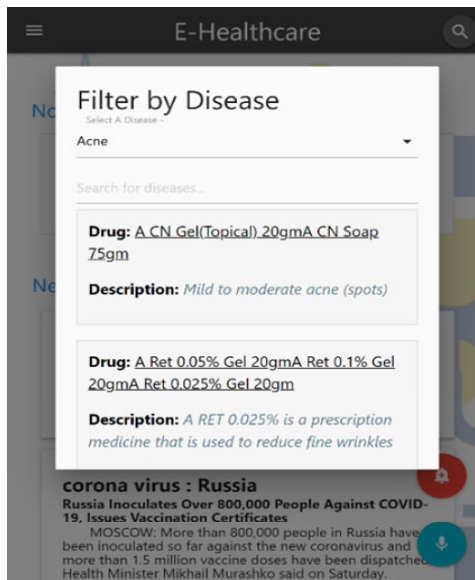 E-Healthcare
No
Filter by Disease
Select A Disease -
Acne
Search for diseases...
Drug: A CN Gel(Topical) 20gmA CN Soap
75gm
Description: Mild to moderate acne (spots)
Ne
Drug: A Ret 0.05% Gel 20gmA Ret 0.1% Gel
20gmA Ret 0.025% Gel 20gm
Description: A RET 0.025% is a prescription
medicine that is used to reduce fine wrinkles
corona virus : Russia
Russia Inoculates Over 800,000 People Against COVID-
19, Issues Vaccination Certificates
MOSCOW: More than 800,000 people in Russia have
been inoculated so far against the new coronavirus and
more than 1.5 million vaccine doses have been dispatched,
Health Minister Mikhail Murashko said on Saturday.